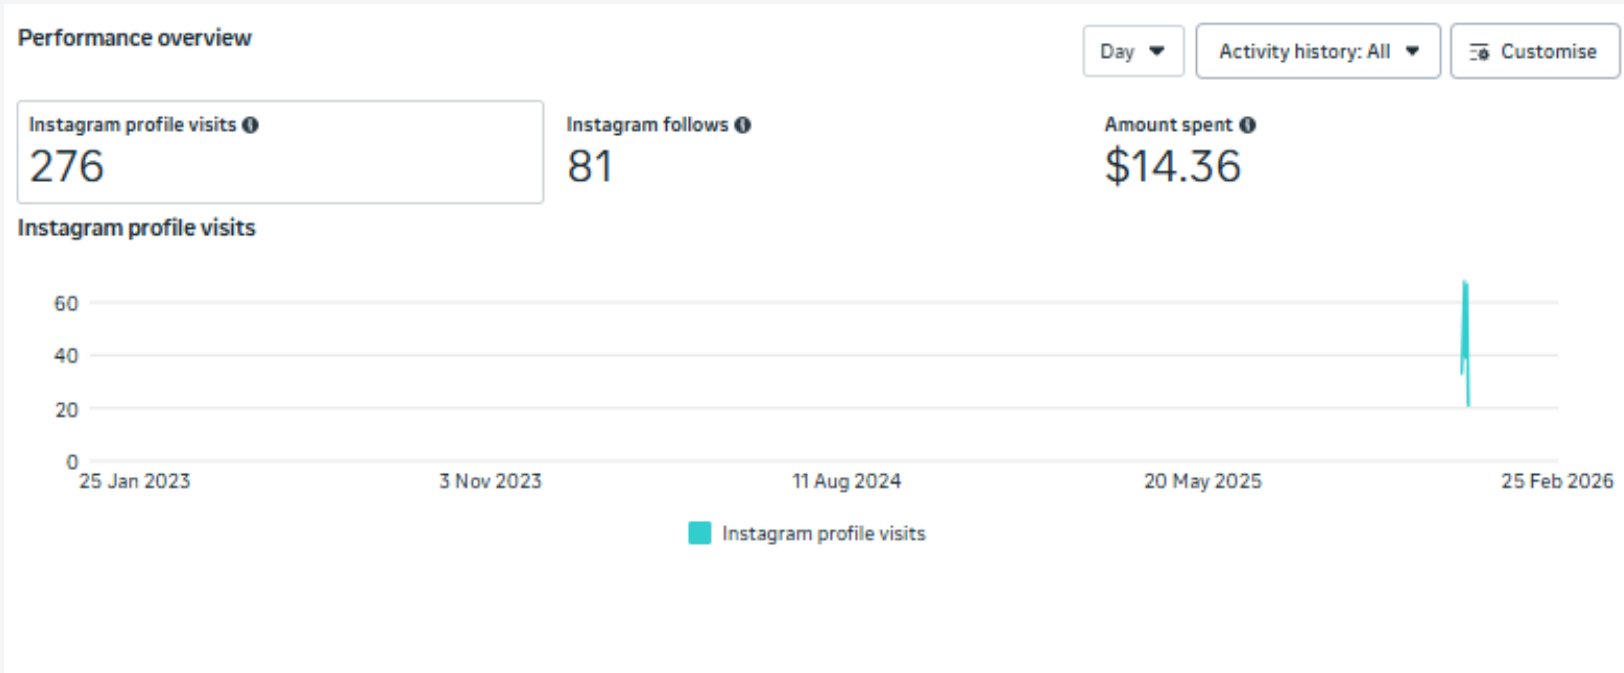 Performance overview
Day
Activity history: All
Customise
Instagram profile visits
276
Instagram follows
81
Amount spent
$14.36
Instagram profile visits
60
40
20
0
25 Jan 2023
3 Nov 2023
11 Aug 2024
20 May 2025
25 Feb 2026
Instagram profile visits